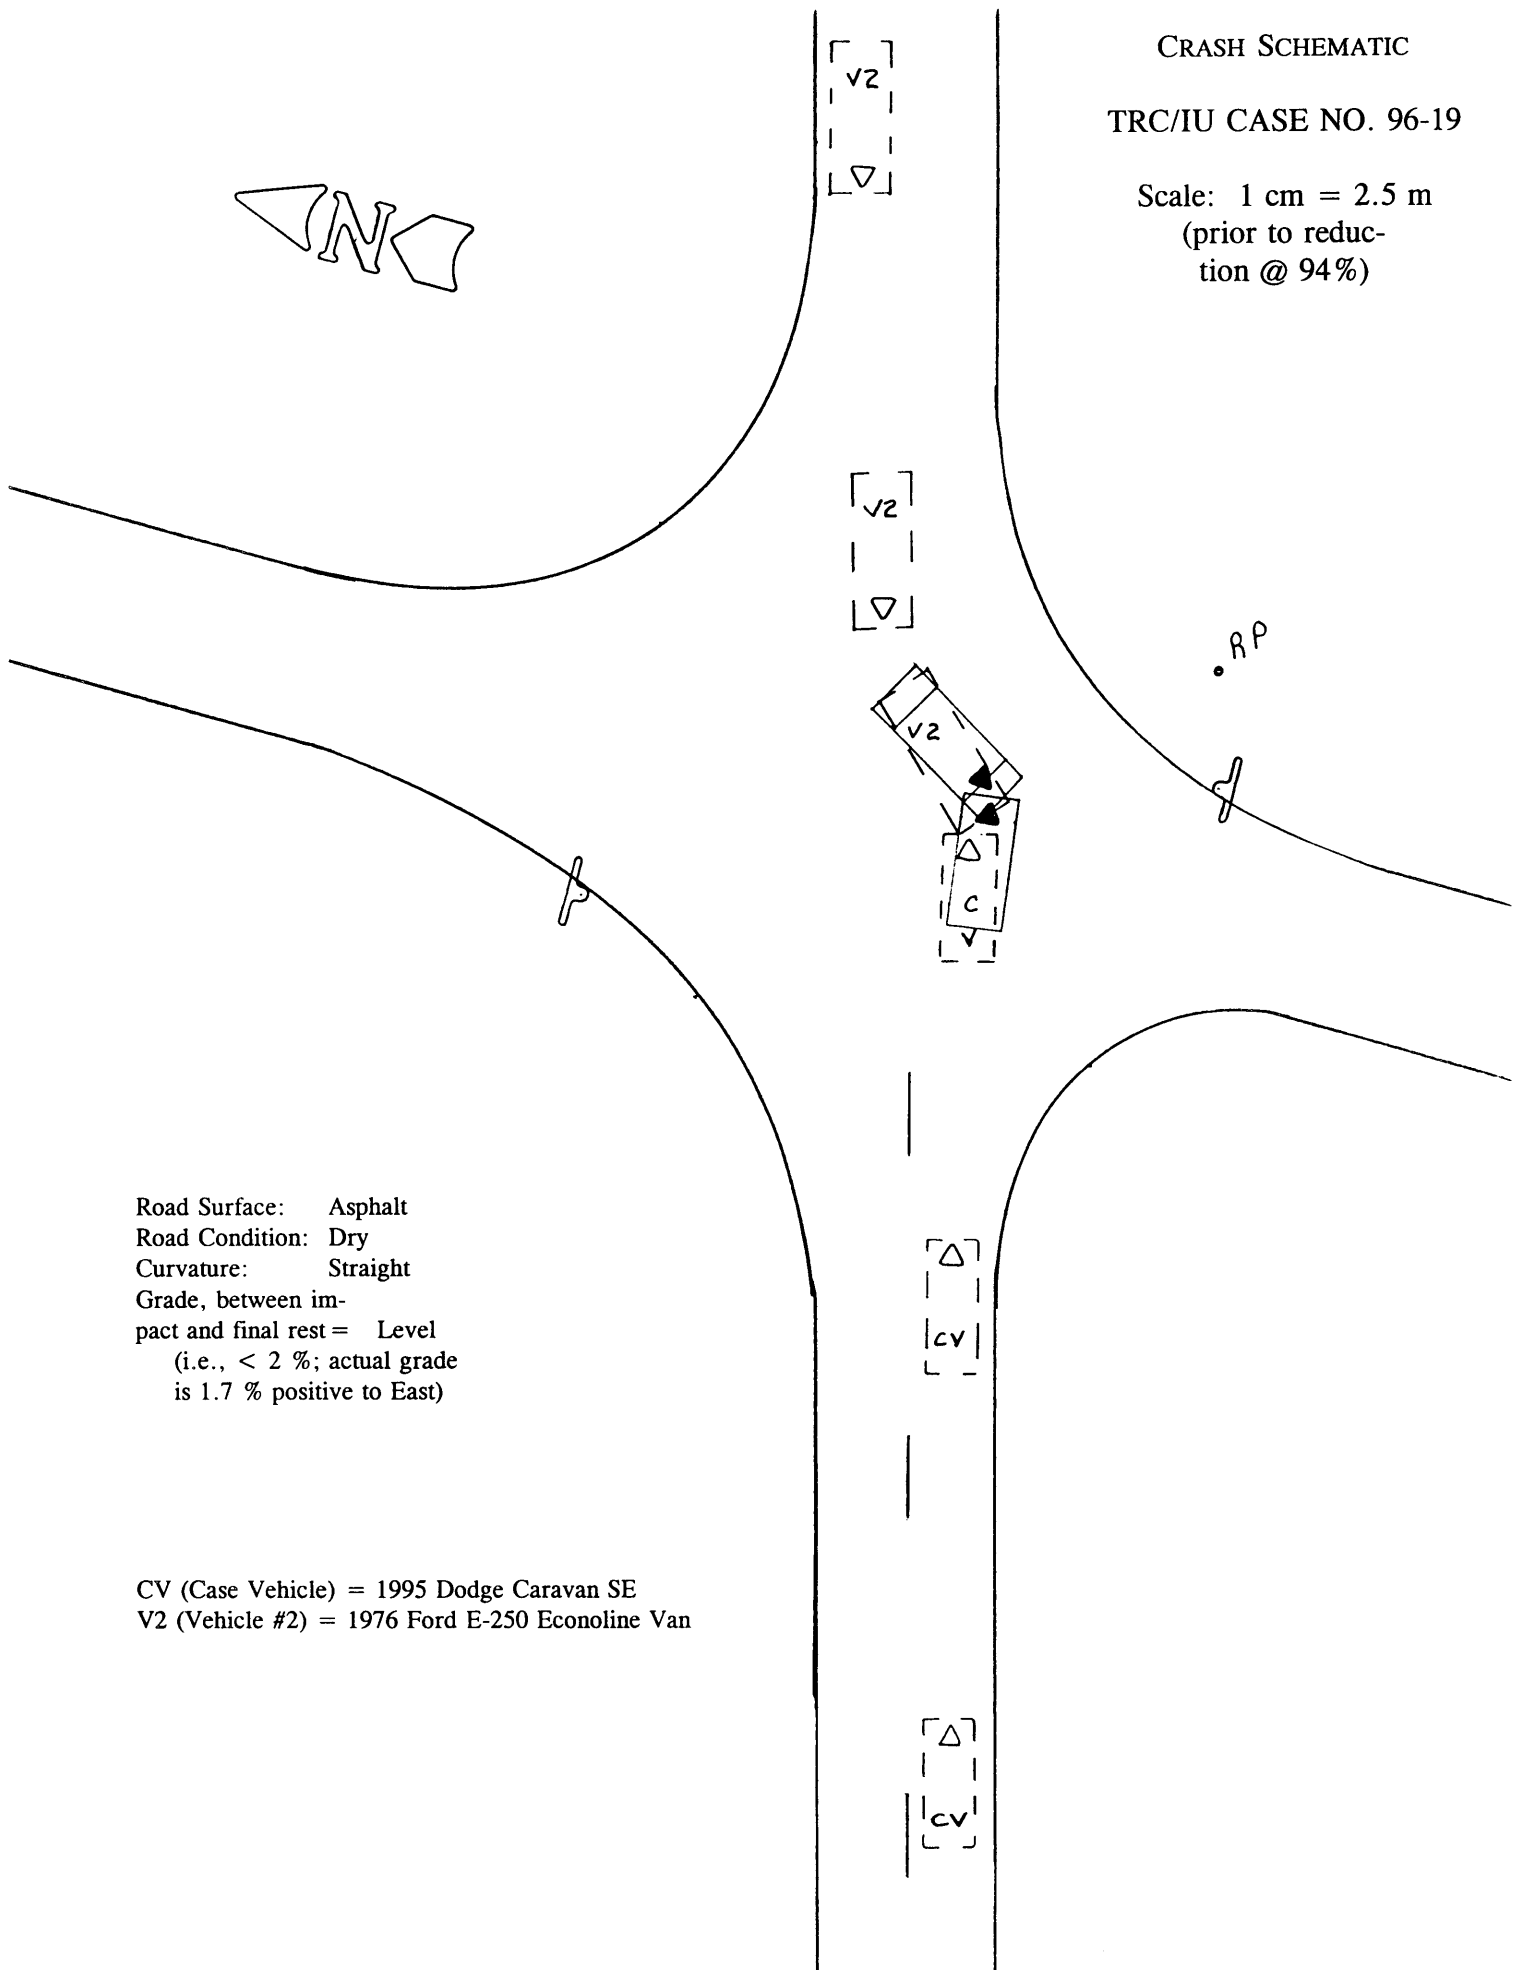 CRASH SCHEMATIC
TRC/IU CASE NO. 96-19
Scale: 1 cm = 2.5 m
(prior to reduc-
tion @ 94%)
V2
N
V2
RP
V2
C
V
Road Surface: Asphalt
Road Condition: Dry
Curvature: Straight
Grade, between im-
pact and final rest = Level
(i.e., < 2 %; actual grade
is 1.7 % positive to East)
CV
CV (Case Vehicle) = 1995 Dodge Caravan SE
V2 (Vehicle #2) = 1976 Ford E-250 Econoline Van
CV